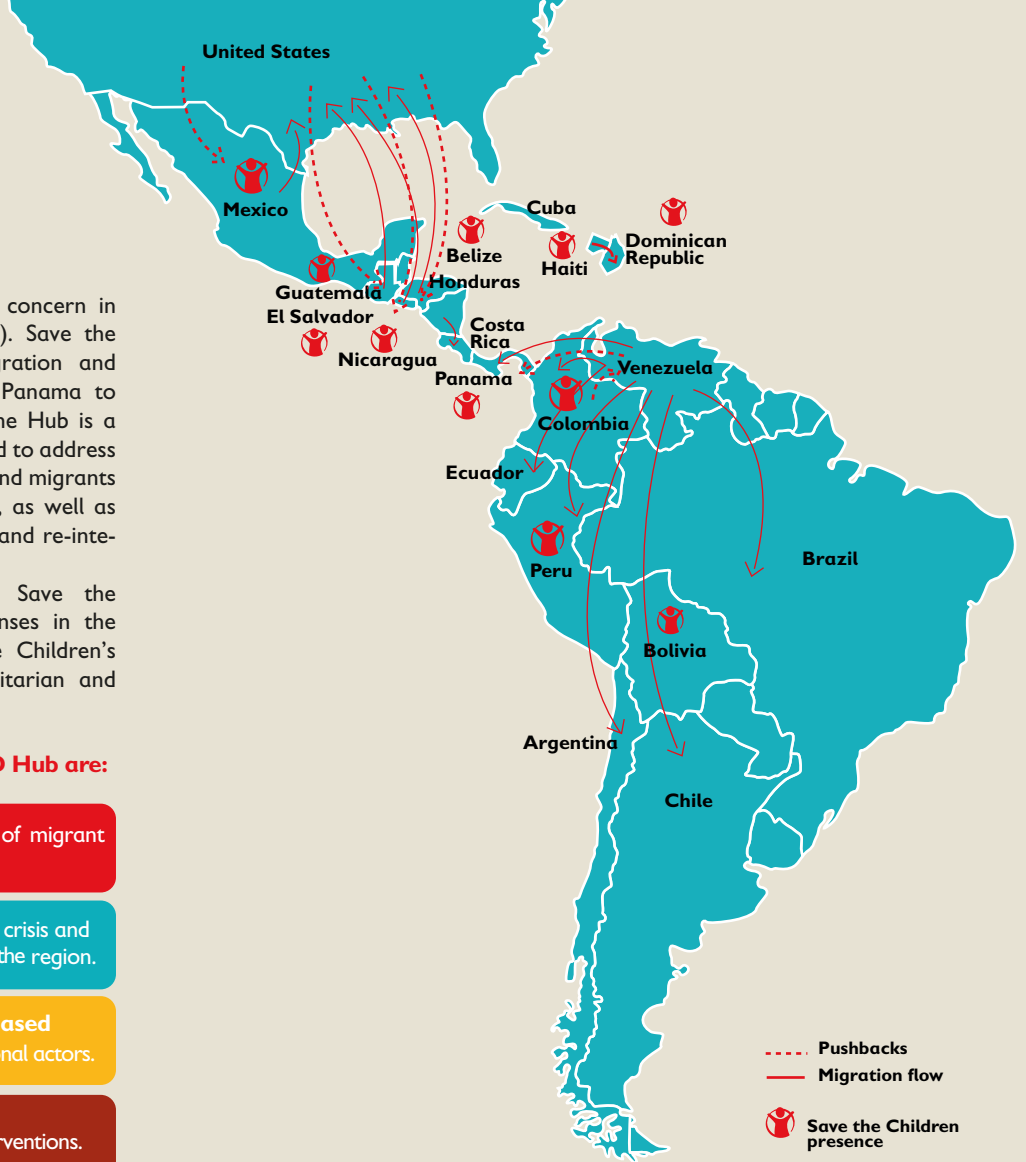 concern in
). Save the
gration and
Panama to
ne Hub is a
d to address
nd migrants
, as well as
and re-inte-
Save the
nses in the
e Children's
itarian and
Hub are:
of migrant
crisis and
the region.
ased
nal actors.
rventions.
United States
Mexico
Cuba
Belize
Haiti
Dominican
Republic
Honduras
Guatemala
El Salvador
Nicaragua
Costa
Rica
Panama
Venezuela
Colombia
Ecuador
Peru
Brazil
Bolivia
Argentina
Chile
Pushbacks
Migration flow
Save the Children
presence